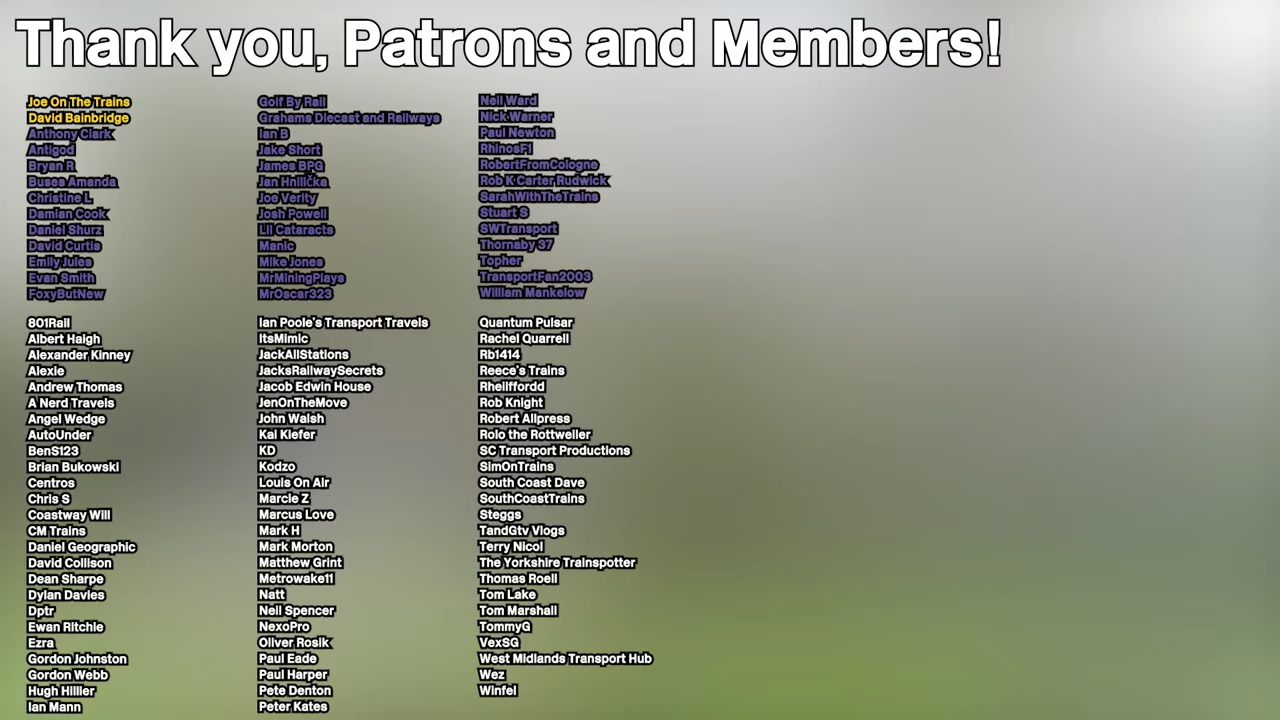 Thank you, Patrons and Members!
Joe On The Trains
David Bainbridge
Anthony Clark
Antigod
Bryan R
Buses Amanda
Christine L
Damian Cook
Daniel Shurz
David Curtis
Emily Jules
Evan Smith
FoxyButNew
Golf By Rail
Grahams Diecast and Railways
Ian B
Jake Short
James BPG
Jan Hnilička
Joe Verity
Josh Powell
Lil Cataracts
Manic
Mike Jones
MrMiningPlays
MrOscar323
Neil Ward
Nick Warner
Paul Newton
RhinosF1
RobertFromCologne
Rob K Carter Rudwick
SarahWithTheTrains
Stuart S
SWTransport
Thornaby 37
Topher
TransportFan2003
William Mankelow
801Rail
Albert Haigh
Alexander Kinney
Alexie
Andrew Thomas
A Nerd Travels
Angel Wedge
AutoUnder
BenS123
Brian Bukowski
Centros
Chris S
Coastway Will
CM Trains
Daniel Geographic
David Collison
Dean Sharpe
Dylan Davies
Dptr
Ewan Ritchie
Ezra
Gordon Johnston
Gordon Webb
Hugh Hillier
Ian Mann
Ian Poole's Transport Travels
ItsMimic
JackAllStations
JacksRailwaySecrets
Jacob Edwin House
JenOnTheMove
John Walsh
Kai Kiefer
KD
Kodzo
Louis On Air
Marcie Z
Marcus Love
Mark H
Mark Morton
Matthew Grint
Metrowake11
Natt
Neil Spencer
NexoPro
Oliver Rosik
Paul Eade
Paul Harper
Pete Denton
Peter Kates
Quantum Pulsar
Rachel Quarrell
Rb1414
Reece's Trains
Rheilffordd
Rob Knight
Robert Allpress
Rolo the Rottweiler
SC Transport Productions
SimOnTrains
South Coast Dave
SouthCoastTrains
Steggs
TandGtv Vlogs
Terry Nicol
The Yorkshire Trainspotter
Thomas Roell
Tom Lake
Tom Marshall
TommyG
VexSG
West Midlands Transport Hub
Wez
Winfel